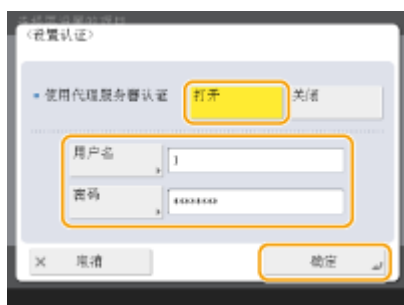 <设置认证>
使用代理服务器认证 打开 关闭
用户名 1
密码 *******
× 取消 确定